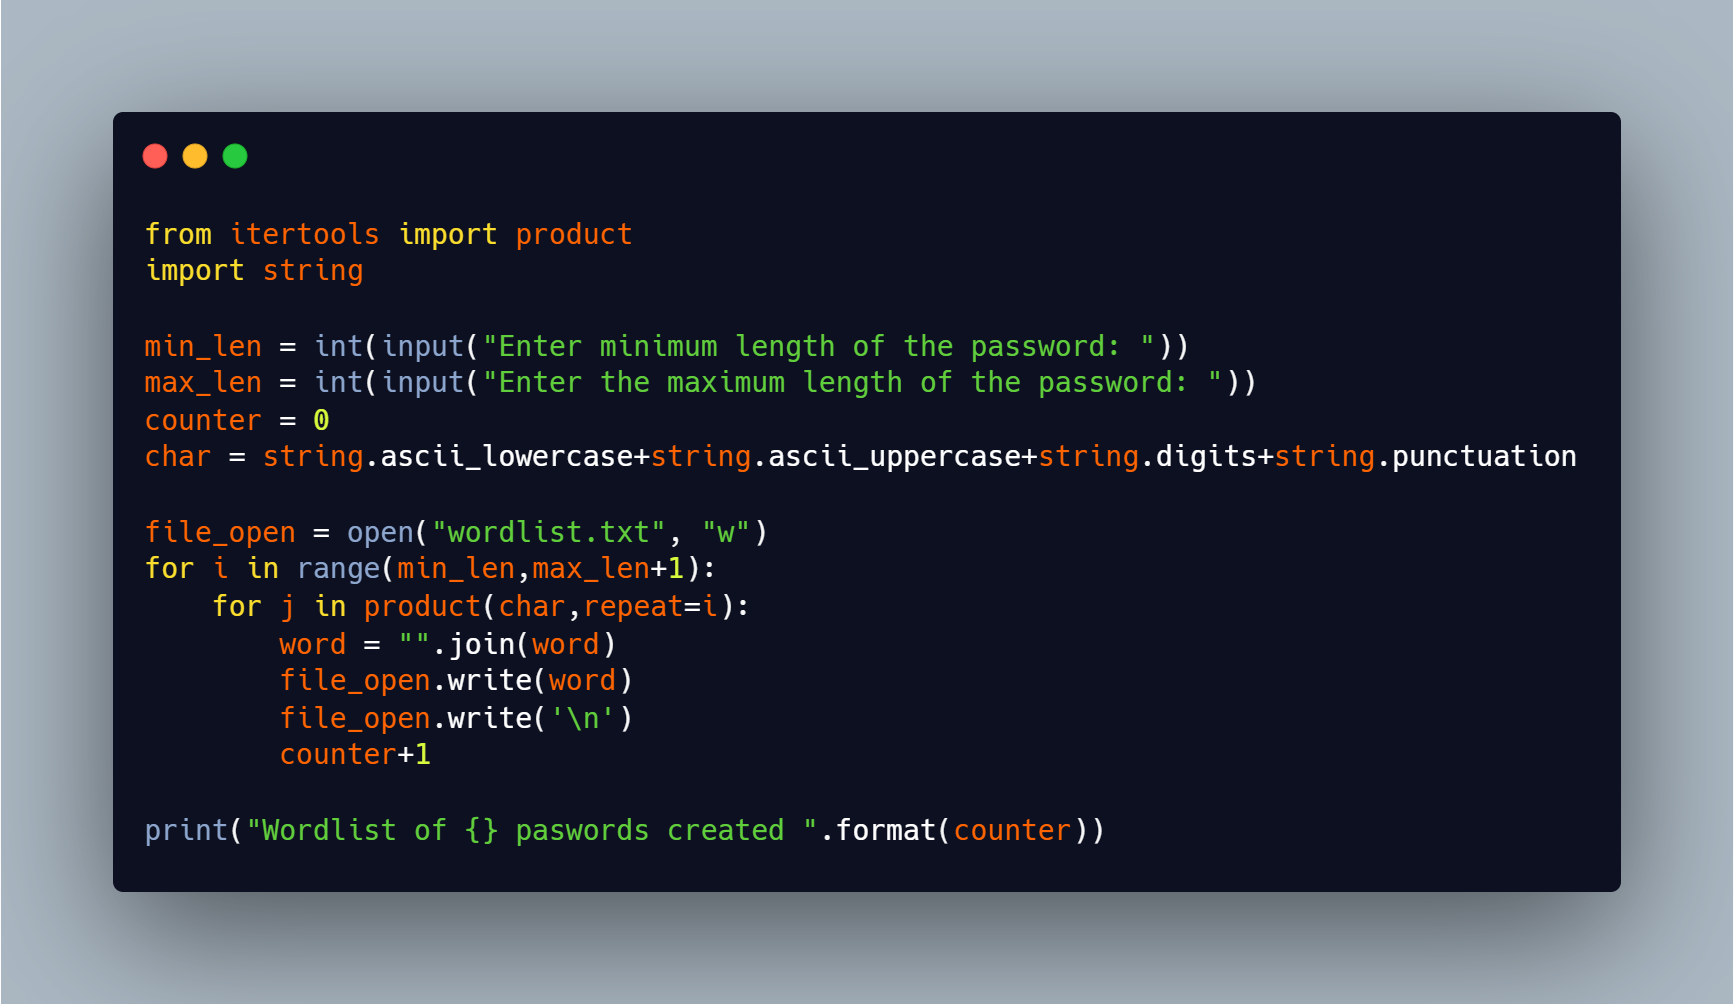 from itertools import product
import string

min_len = int(input("Enter minimum length of the password: "))
max_len = int(input("Enter the maximum length of the password: "))
counter = 0
char = string.ascii_lowercase+string.ascii_uppercase+string.digits+string.punctuation

file_open = open("wordlist.txt", "w")
for i in range(min_len,max_len+1):
    for j in product(char,repeat=i):
        word = "".join(word)
        file_open.write(word)
        file_open.write('\n')
        counter+1

print("Wordlist of {} paswords created ".format(counter))